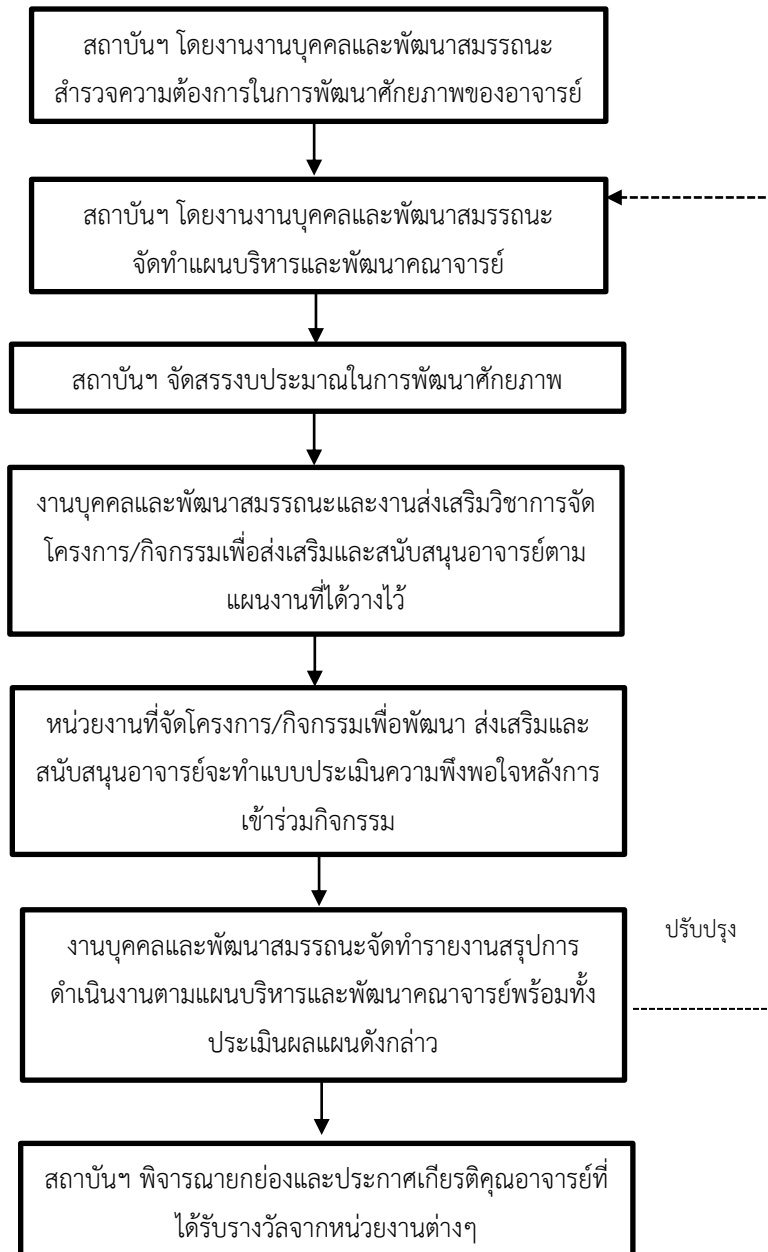 สถาบันฯ โดยงานงานบุคคลและพัฒนาสมรรถนะ
สำรวจความต้องการในการพัฒนาศักยภาพของอาจารย์
สถาบันฯ โดยงานงานบุคคลและพัฒนาสมรรถนะ
จัดทำแผนบริหารและพัฒนาคณาจารย์
สถาบันฯ จัดสรรงบประมาณในการพัฒนาศักยภาพ
งานบุคคลและพัฒนาสมรรถนะและงานส่งเสริมวิชาการจัด
โครงการ/กิจกรรมเพื่อส่งเสริมและสนับสนุนอาจารย์ตาม
แผนงานที่ได้วางไว้
หน่วยงานที่จัดโครงการ/กิจกรรมเพื่อพัฒนา ส่งเสริมและ
สนับสนุนอาจารย์จะทำแบบประเมินความพึงพอใจหลังการ
เข้าร่วมกิจกรรม
งานบุคคลและพัฒนาสมรรถนะจัดทำรายงานสรุปการ
ดำเนินงานตามแผนบริหารและพัฒนาคณาจารย์พร้อมทั้ง
ประเมินผลแผนดังกล่าว
ปรับปรุง
สถาบันฯ พิจารณายกย่องและประกาศเกียรติคุณอาจารย์ที่
ได้รับรางวัลจากหน่วยงานต่างๆ